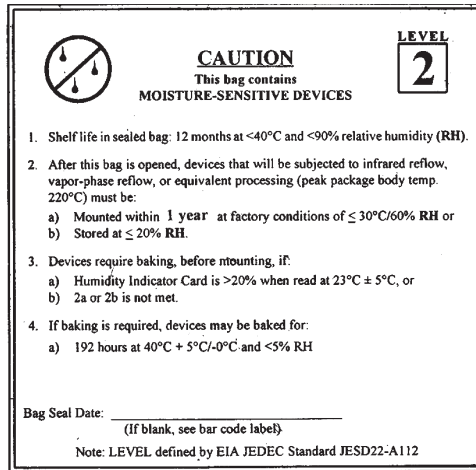 LEVEL
2
CAUTION
This bag contains
MOISTURE-SENSITIVE DEVICES
1. Shelf life in sealed bag: 12 months at <40°C and <90% relative humidity (RH).
2. After this bag is opened, devices that will be subjected to infrared reflow,
vapor-phase reflow, or equivalent processing (peak package body temp.
220°C) must be:
a) Mounted within 1 year at factory conditions of ≤ 30°C/60% RH or
b) Stored at ≤ 20% RH.
3. Devices require baking, before mounting, if:
a) Humidity Indicator Card is >20% when read at 23°C ± 5°C, or
b) 2a or 2b is not met.
4. If baking is required, devices may be baked for:
a) 192 hours at 40°C + 5°C/-0°C and <5% RH
Bag Seal Date:
(If blank, see bar code label)
Note: LEVEL defined by EIA JEDEC Standard JESD22-A112